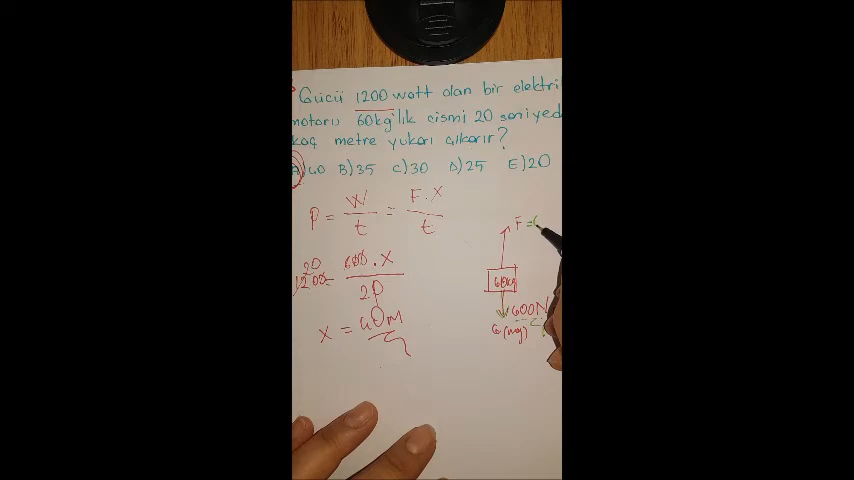 Gücü 1200 watt olan bir elektri
motoru 60kg'lık cismi 20 saniyed
kaç metre yukarı çıkarır?
A)40 B)35 C)30 D)25 E)20
P = W/t = F.X/t
20
1200 = 600.X/20
X = 40m
F =
60kg
600N
G(mg)